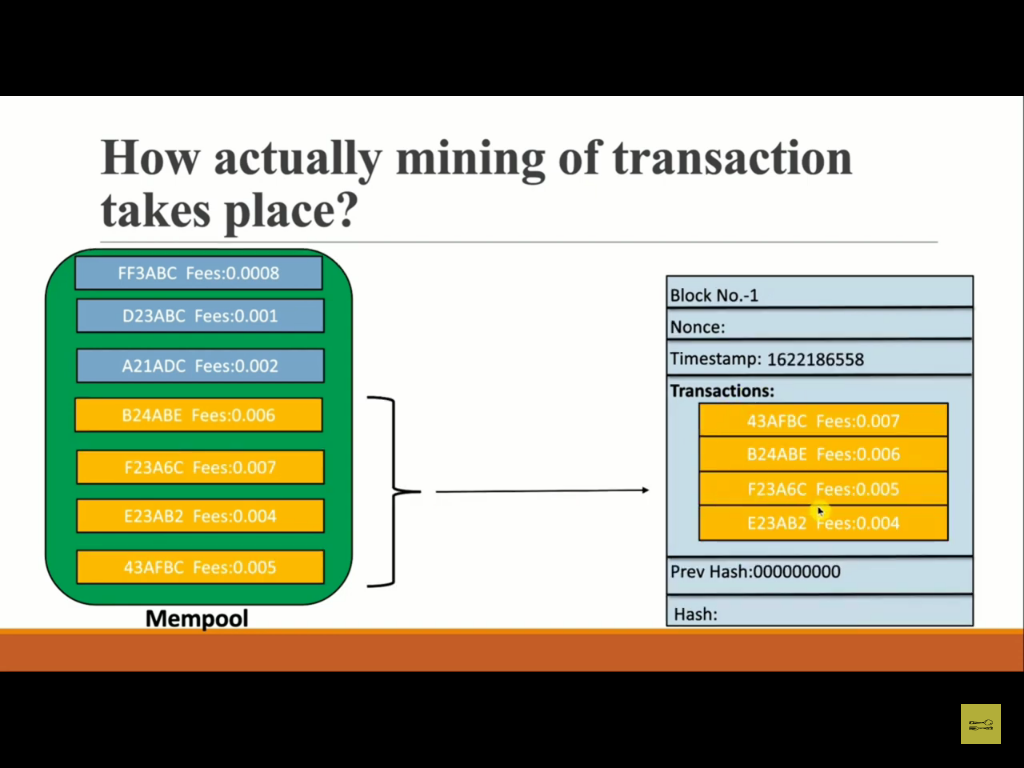 How actually mining of transaction
takes place?
FF3ABC Fees:0.0008
D23ABC Fees:0.001
A21ADC Fees:0.002
B24ABE Fees:0.006
F23A6C Fees:0.007
E23AB2 Fees:0.004
43AFBC Fees:0.005
Mempool
Block No.-1
Nonce:
Timestamp: 1622186558
Transactions:
43AFBC Fees:0.007
B24ABE Fees:0.006
F23A6C Fees:0.005
E23AB2 Fees:0.004
Prev Hash:000000000
Hash: